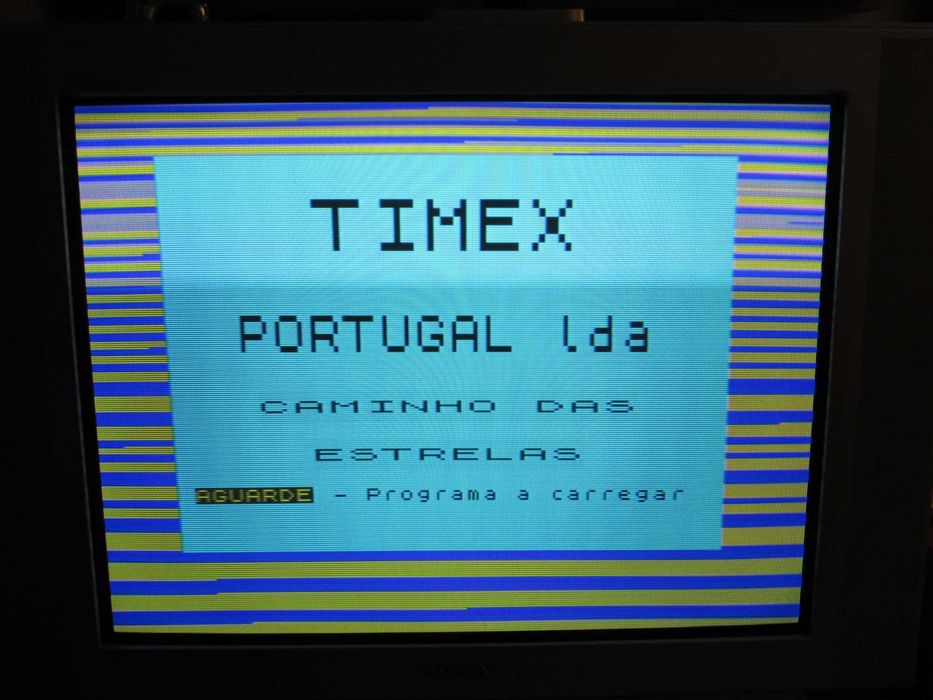 TIMEX
PORTUGAL lda
CAMINHO DAS
ESTRELAS
AGUARDE - Programa a carregar